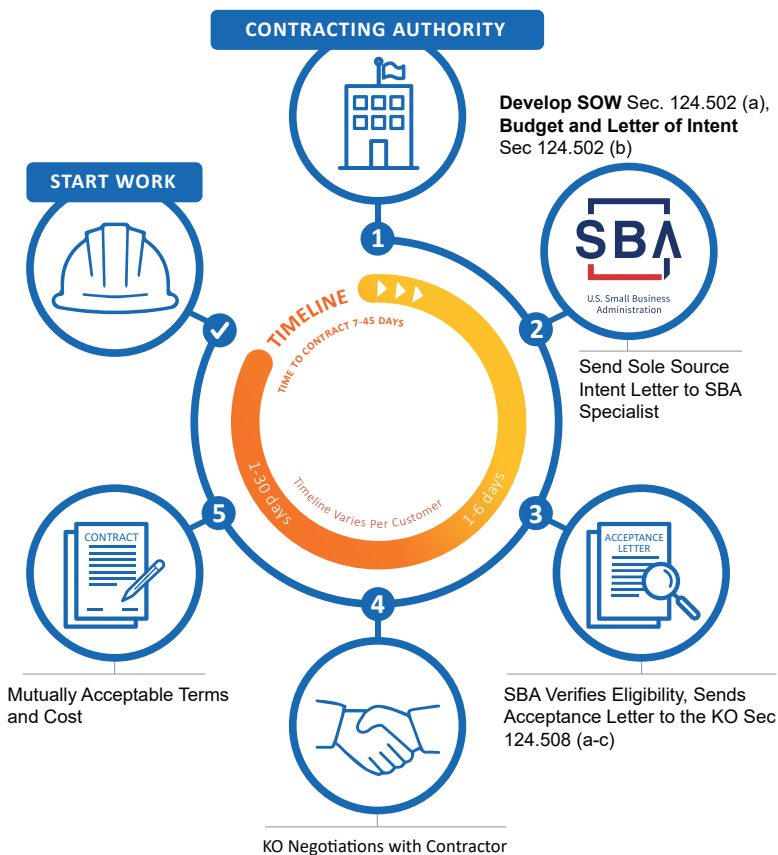 CONTRACTING AUTHORITY
1
Develop SOW Sec. 124.502 (a),
Budget and Letter of Intent
Sec 124.502 (b)
SBA
U.S. Small Business
Administration
2
Send Sole Source
Intent Letter to SBA
Specialist
3
ACCEPTANCE
LETTER
SBA Verifies Eligibility, Sends
Acceptance Letter to the KO Sec
124.508 (a-c)
4
KO Negotiations with Contractor
5
CONTRACT
Mutually Acceptable Terms
and Cost
START WORK
TIMELINE
TIME TO CONTRACT 7-45 DAYS
1-6 days
1-30 days
Timeline Varies Per Customer